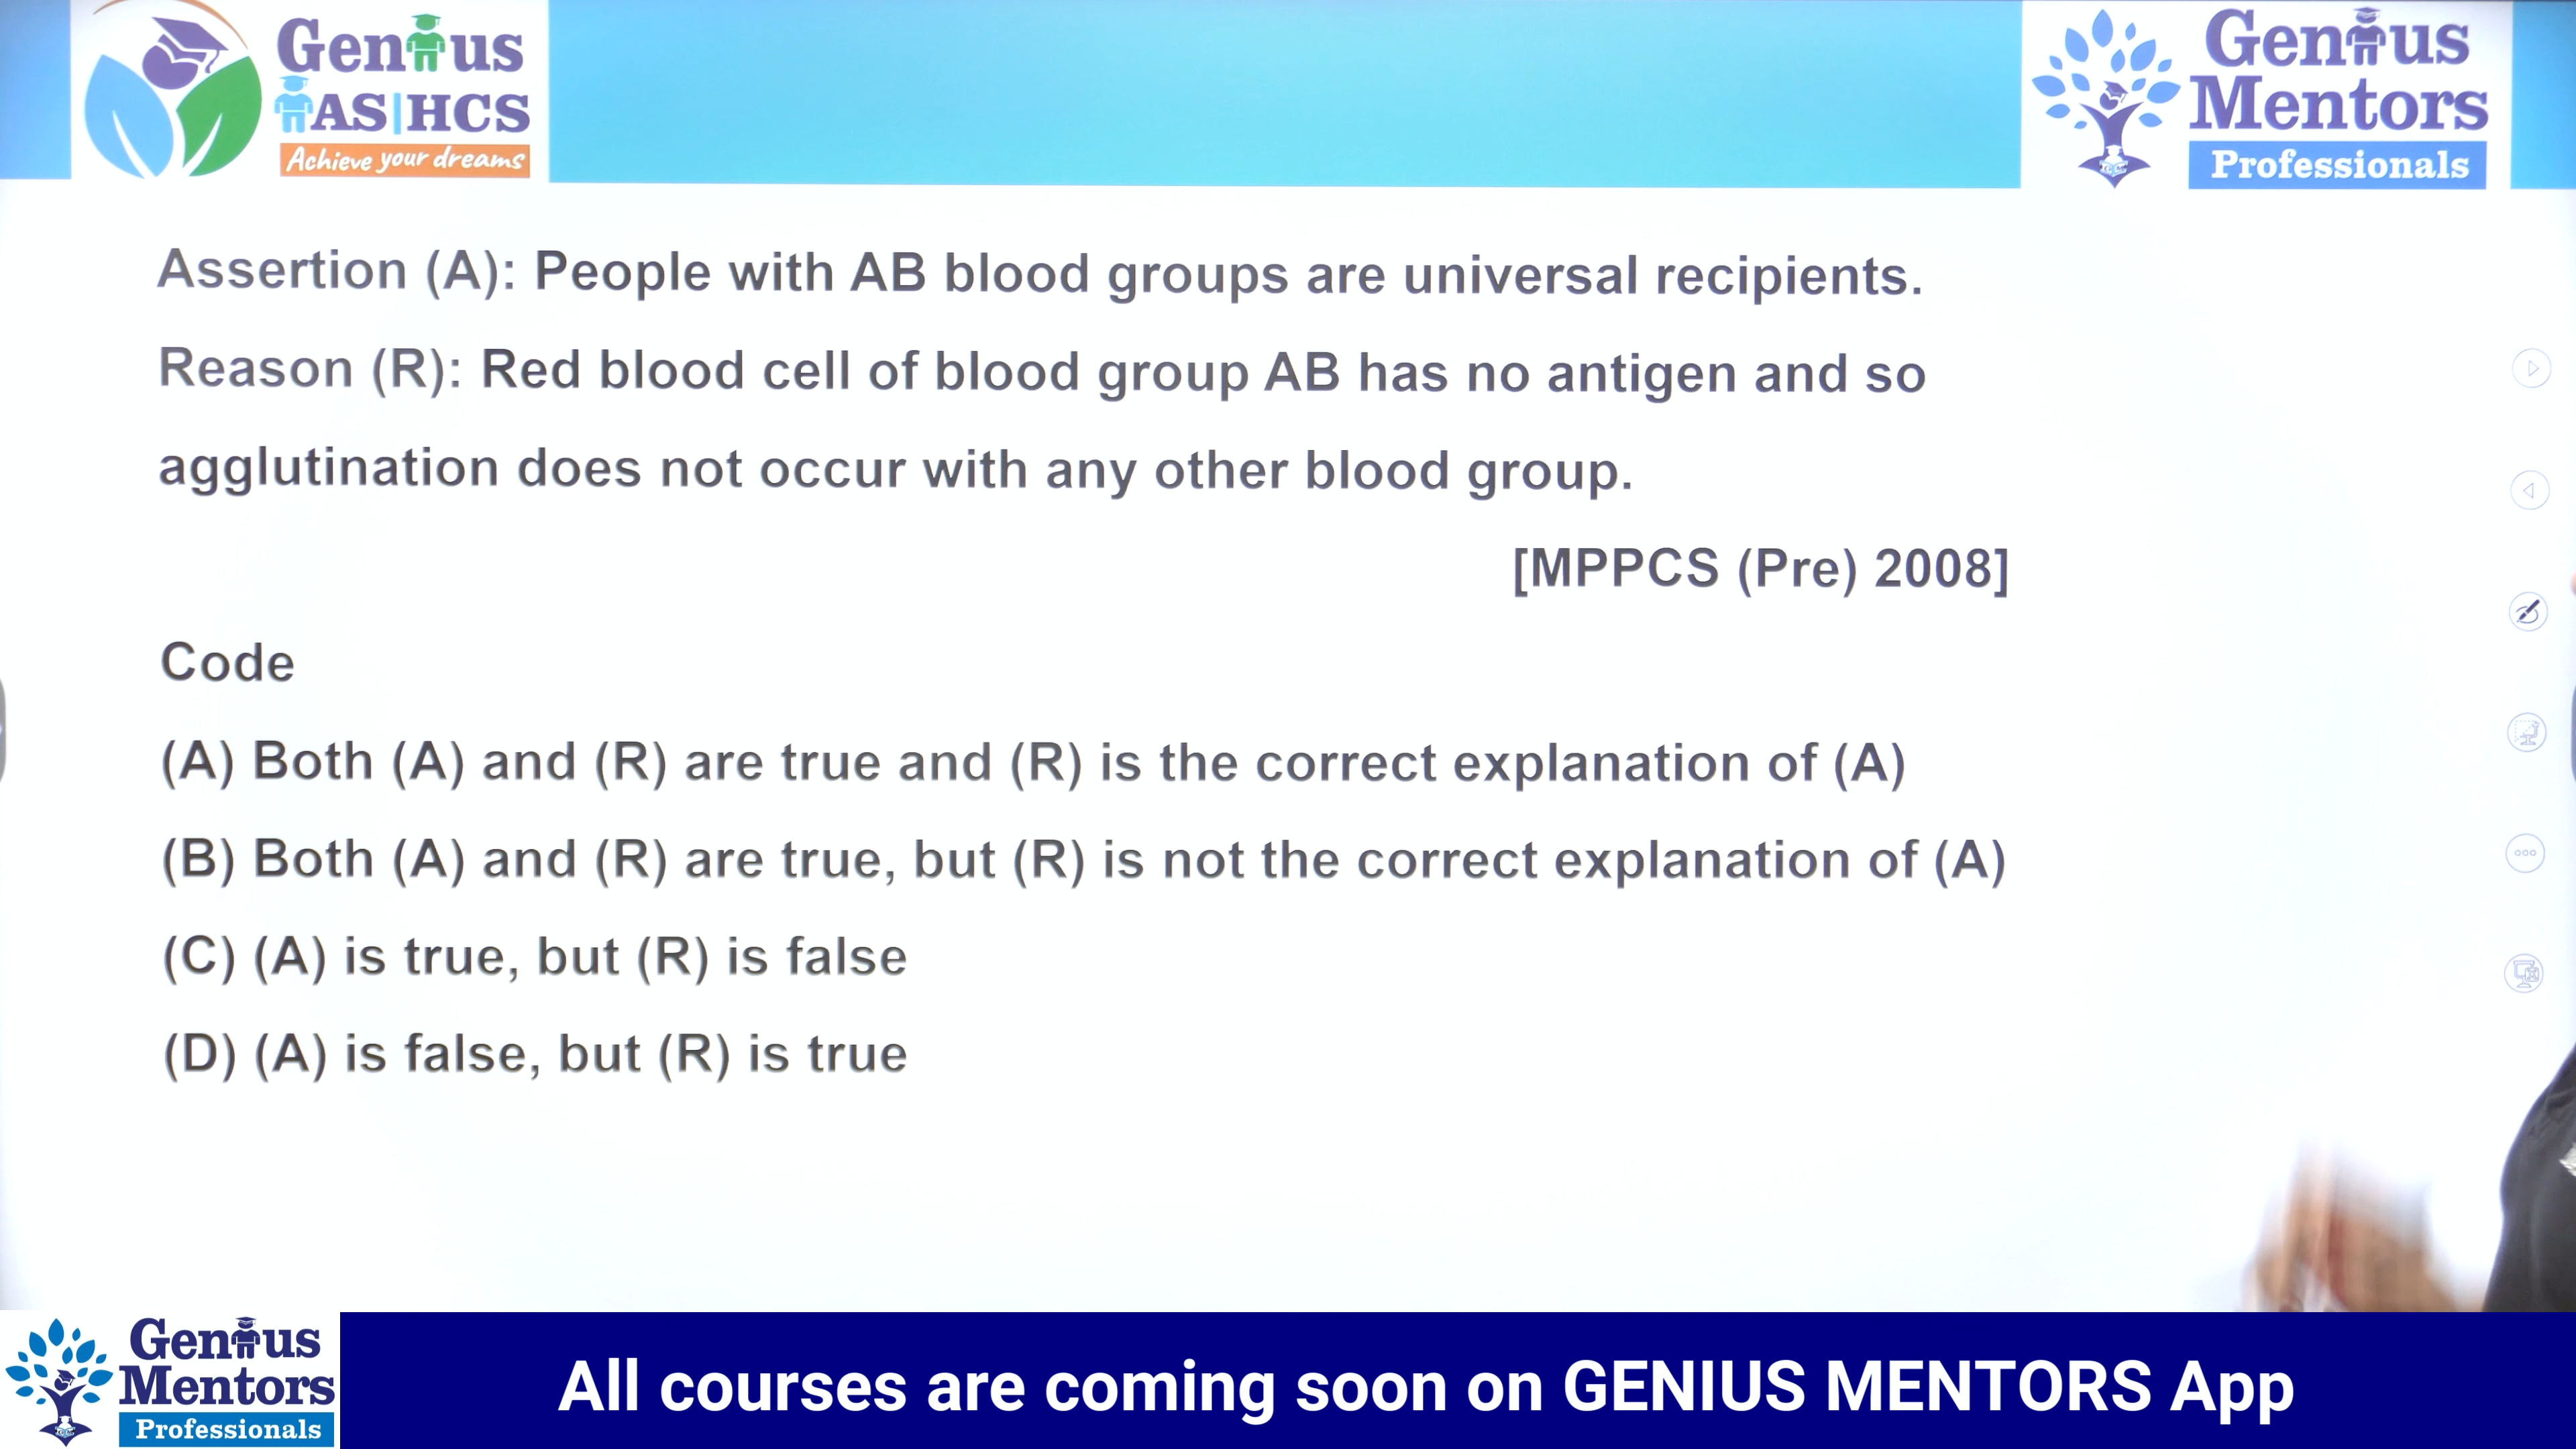 Genius
IAS|HCS
Achieve your dreams
Genius
Mentors
Professionals
Assertion (A): People with AB blood groups are universal recipients.
Reason (R): Red blood cell of blood group AB has no antigen and so
agglutination does not occur with any other blood group.
[MPPCS (Pre) 2008]
Code
(A) Both (A) and (R) are true and (R) is the correct explanation of (A)
(B) Both (A) and (R) are true, but (R) is not the correct explanation of (A)
(C) (A) is true, but (R) is false
(D) (A) is false, but (R) is true
Genius
Mentors
Professionals
All courses are coming soon on GENIUS MENTORS App